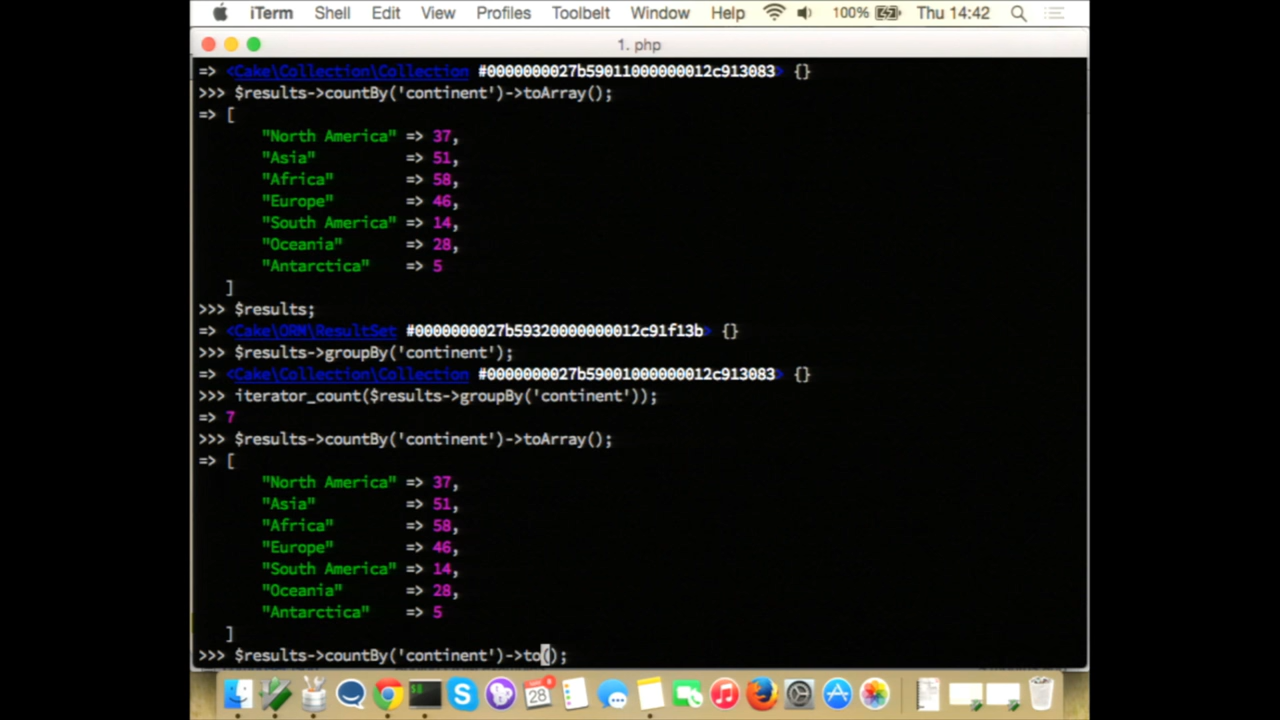 iTerm Shell Edit View Profiles Toolbelt Window Help 100% Thu 14:42
1. php
=> <Cake\Collection\Collection #0000000027b59011000000012c913083> {}
>>> $results->countBy('continent')->toArray();
=> [
"North America" => 37,
"Asia" => 51,
"Africa" => 58,
"Europe" => 46,
"South America" => 14,
"Oceania" => 28,
"Antarctica" => 5
]
>>> $results;
=> <Cake\ORM\ResultSet #0000000027b59320000000012c91f13b> {}
>>> $results->groupBy('continent');
=> <Cake\Collection\Collection #0000000027b59001000000012c913083> {}
>>> iterator_count($results->groupBy('continent'));
=> 7
>>> $results->countBy('continent')->toArray();
=> [
"North America" => 37,
"Asia" => 51,
"Africa" => 58,
"Europe" => 46,
"South America" => 14,
"Oceania" => 28,
"Antarctica" => 5
]
>>> $results->countBy('continent')->to();
28